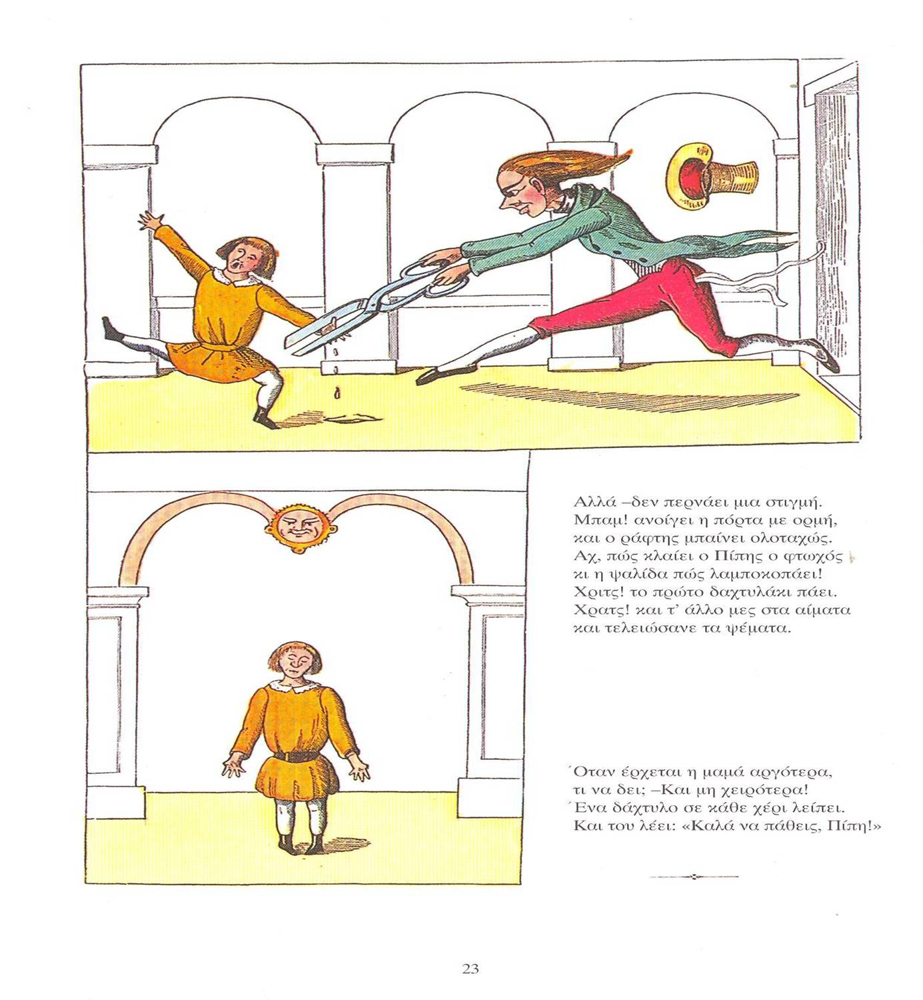 Αλλά –δεν περνάει μια στιγμή.
Μπαμ! ανοίγει η πόρτα με ορμή,
και ο ράφτης μπαίνει ολοταχώς.
Αχ, πώς κλαίει ο Πίπης ο φτωχός
κι η ψαλίδα πώς λαμποκοπάει!
Χριτς! το πρώτο δαχτυλάκι πάει.
Χρατς! και τ’ άλλο μες στα αίματα
και τελειώσανε τα ψέματα.
Όταν έρχεται η μαμά αργότερα,
τι να δει; –Και μη χειρότερα!
Ένα δάχτυλο σε κάθε χέρι λείπει.
Και του λέει: «Καλά να πάθεις, Πίπη!»
23